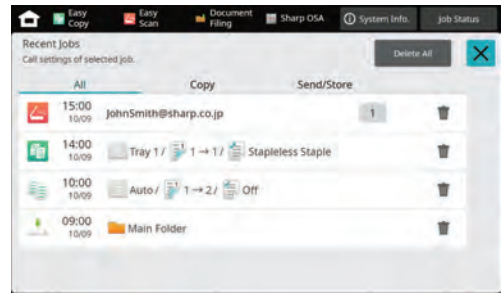 Easy Copy
Easy Scan
Document Filing
Sharp OSA
System Info.
Job Status
Recent Jobs
Call settings of selected job.
Delete All
All
Copy
Send/Store
15:00
10/09
JohnSmith@sharp.co.jp
1
14:00
10/09
Tray 1 / 1→1 / Stapleless Staple
10:00
10/09
Auto / 1→2 / Off
09:00
10/09
Main Folder